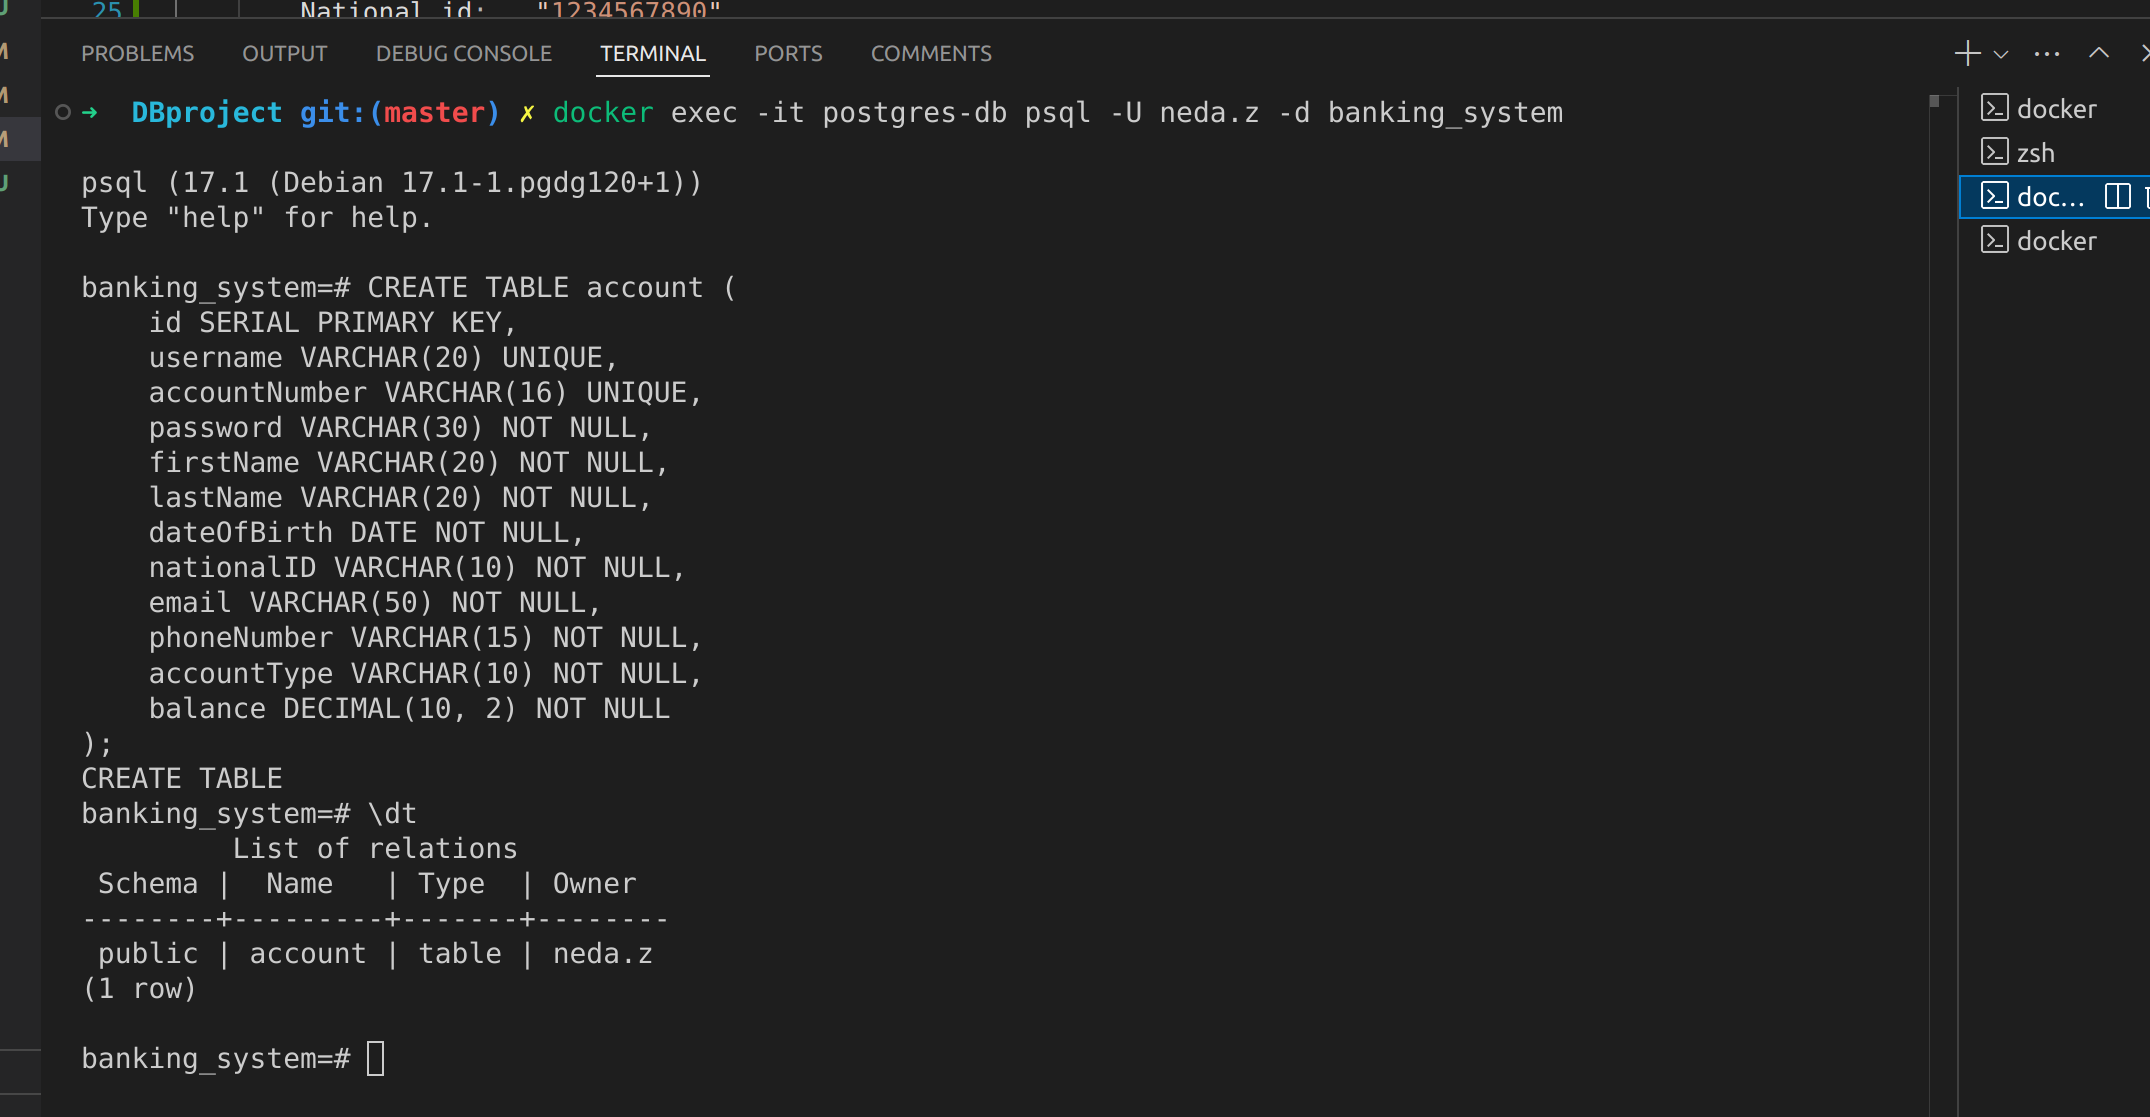 25 National_id: "1234567890"
PROBLEMS OUTPUT DEBUG CONSOLE TERMINAL PORTS COMMENTS
➜ DBproject git:(master) ✗ docker exec -it postgres-db psql -U neda.z -d banking_system
psql (17.1 (Debian 17.1-1.pgdg120+1))
Type "help" for help.
banking_system=# CREATE TABLE account (
    id SERIAL PRIMARY KEY,
    username VARCHAR(20) UNIQUE,
    accountNumber VARCHAR(16) UNIQUE,
    password VARCHAR(30) NOT NULL,
    firstName VARCHAR(20) NOT NULL,
    lastName VARCHAR(20) NOT NULL,
    dateOfBirth DATE NOT NULL,
    nationalID VARCHAR(10) NOT NULL,
    email VARCHAR(50) NOT NULL,
    phoneNumber VARCHAR(15) NOT NULL,
    accountType VARCHAR(10) NOT NULL,
    balance DECIMAL(10, 2) NOT NULL
);
CREATE TABLE
banking_system=# \dt
         List of relations
 Schema |  Name   | Type  | Owner
--------+---------+-------+--------
 public | account | table | neda.z
(1 row)
banking_system=#
docker
zsh
doc...
docker